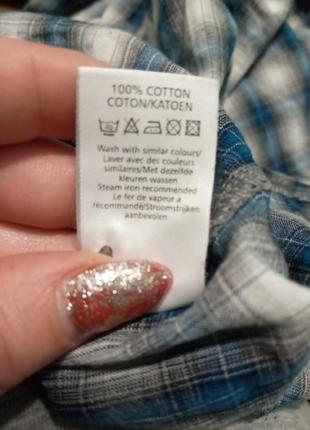 100% COTTON
COTON/KATOEN
Wash with similar colours/
Laver avec des couleurs
similaires/Met dezelfde
kleuren wassen
Steam iron recommended
Le fer de vapeur a
recommandé/Stroomstrijken
aanbevolen